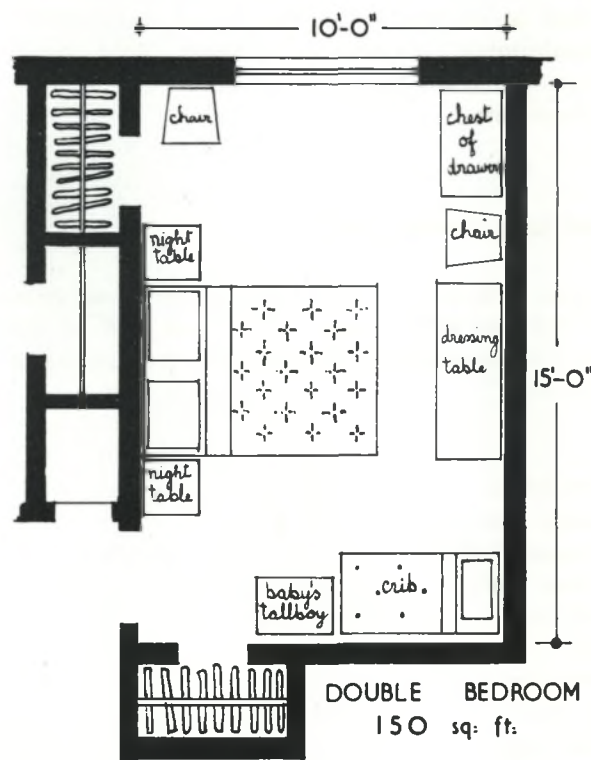 10'-0"
chair
chest
of
drawer
night
table
chair
dressing
table
15'-0"
night
table
baby's
tallboy
crib
DOUBLE BEDROOM
150 sq: ft: